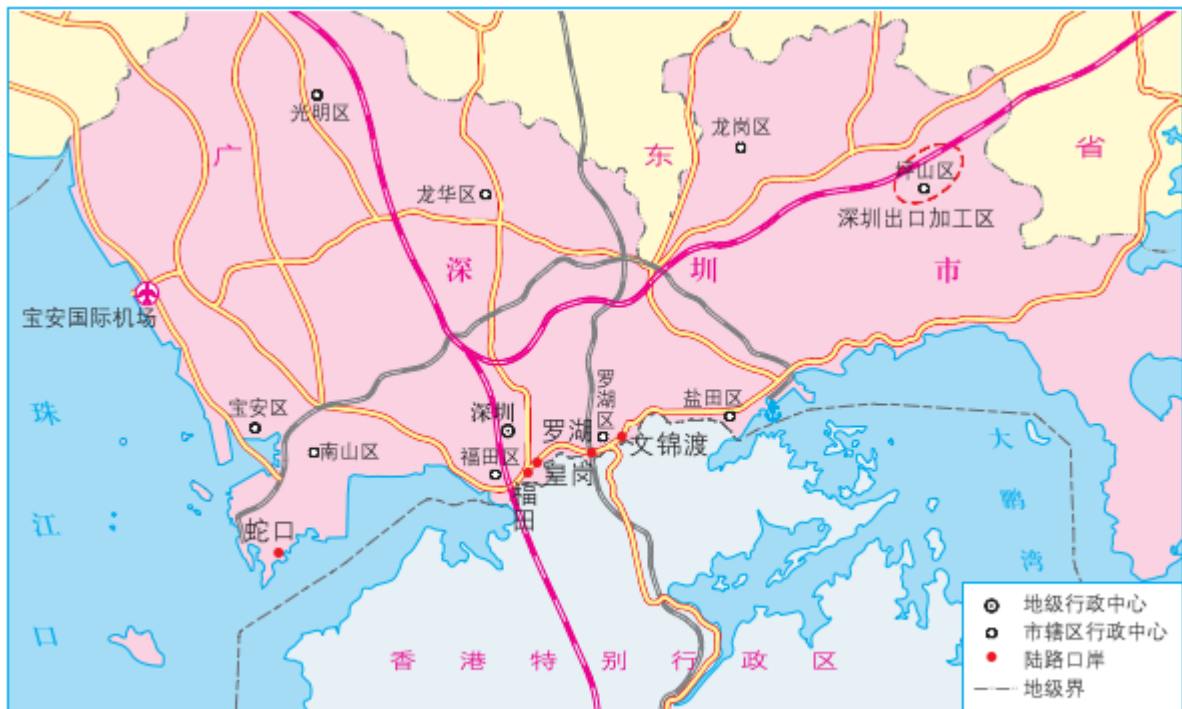 光明区
广
龙岗区
东
省
坪山区
龙华区
深圳出口加工区
深
圳
市
宝安国际机场
珠
江
口
宝安区
南山区
深圳
福田区
罗湖
罗湖区
盐田区
文锦渡
皇岗
福田
蛇口
大
鹏
湾
香港特别行政区
地级行政中心
市辖区行政中心
陆路口岸
地级界